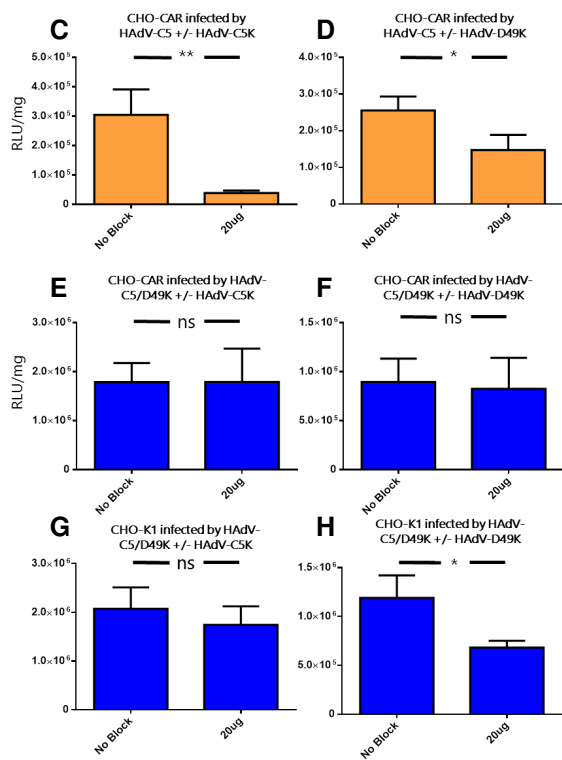 C
CHO-CAR infected by
HAdV-C5 +/- HAdV-C5K
**
RLU/mg
5.0×10⁵
4.0×10⁵
3.0×10⁵
2.0×10⁵
1.0×10⁵
0
No Block
20ug
D
CHO-CAR infected by
HAdV-C5 +/- HAdV-D49K
*
4.0×10⁵
3.0×10⁵
2.0×10⁵
1.0×10⁵
0
No Block
20ug
E
CHO-CAR infected by HAdV-
C5/D49K +/- HAdV-C5K
ns
RLU/mg
3.0×10⁶
2.0×10⁶
1.0×10⁶
0
No Block
20ug
F
CHO-CAR infected by HAdV-
C5/D49K +/- HAdV-D49K
ns
1.5×10⁶
1.0×10⁶
5.0×10⁵
0
No Block
20ug
G
CHO-K1 infected by HAdV-
C5/D49K +/- HAdV-C5K
ns
3.0×10⁶
2.0×10⁶
1.0×10⁶
0
No Block
20ug
H
CHO-K1 infected by HAdV-
C5/D49K +/- HAdV-D49K
*
1.5×10⁶
1.0×10⁶
5.0×10⁵
0
No Block
20ug